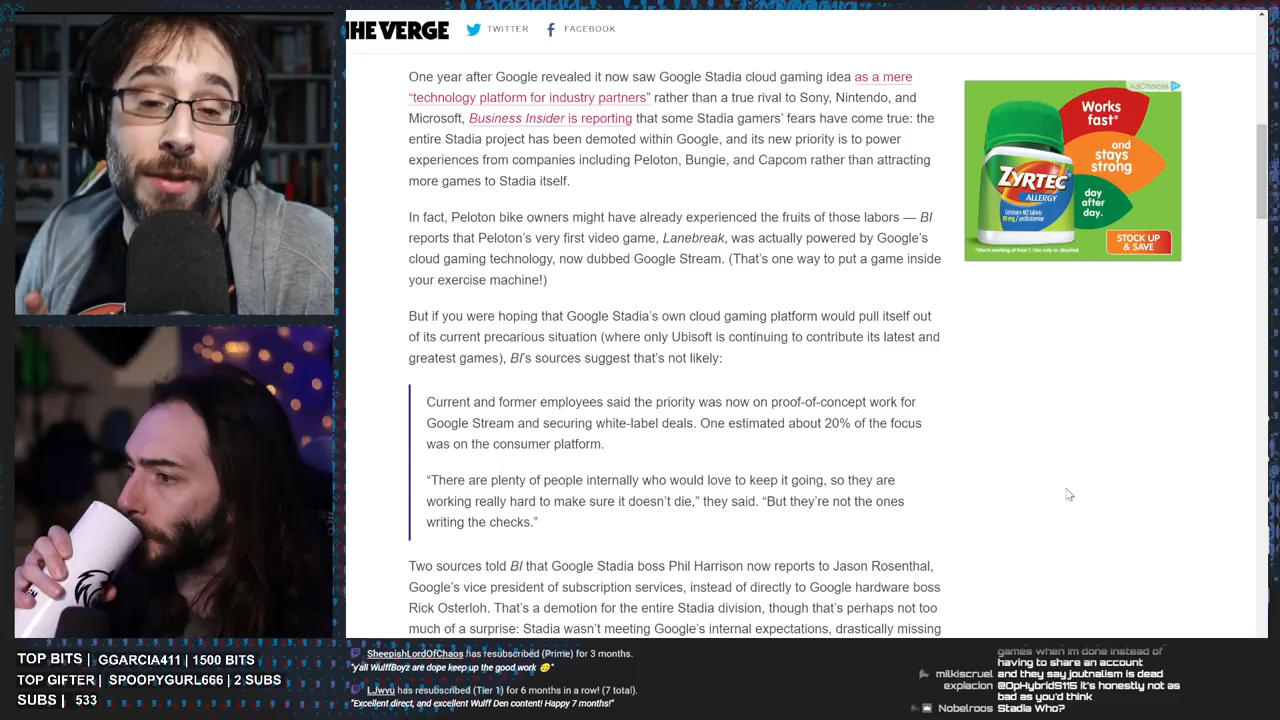 THE VERGE
TWITTER
FACEBOOK
One year after Google revealed it now saw Google Stadia cloud gaming idea as a mere
“technology platform for industry partners” rather than a true rival to Sony, Nintendo, and
Microsoft, Business Insider is reporting that some Stadia gamers’ fears have come true: the
entire Stadia project has been demoted within Google, and its new priority is to power
experiences from companies including Peloton, Bungie, and Capcom rather than attracting
more games to Stadia itself.
In fact, Peloton bike owners might have already experienced the fruits of those labors — BI
reports that Peloton’s very first video game, Lanebreak, was actually powered by Google’s
cloud gaming technology, now dubbed Google Stream. (That’s one way to put a game inside
your exercise machine!)
But if you were hoping that Google Stadia’s own cloud gaming platform would pull itself out
of its current precarious situation (where only Ubisoft is continuing to contribute its latest and
greatest games), BI’s sources suggest that’s not likely:
Current and former employees said the priority was now on proof-of-concept work for
Google Stream and securing white-label deals. One estimated about 20% of the focus
was on the consumer platform.
“There are plenty of people internally who would love to keep it going, so they are
working really hard to make sure it doesn’t die,” they said. “But they’re not the ones
writing the checks.”
Two sources told BI that Google Stadia boss Phil Harrison now reports to Jason Rosenthal,
Google’s vice president of subscription services, instead of directly to Google hardware boss
Rick Osterloh. That’s a demotion for the entire Stadia division, though that’s perhaps not too
much of a surprise: Stadia wasn’t meeting Google’s internal expectations, drastically missing
AdChoices
Works
fast*
and
stays
strong
day
after
day.
ZYRTEC
ALLERGY
*Starts working at hour 1. Use only as directed.
STOCK UP
& SAVE
TOP BITS | GGARCIA411 | 1500 BITS
TOP GIFTER | SPOOPYGURL666 | 2 SUBS
SUBS | 533
SheepishLordOfChaos has resubscribed (Prime) for 3 months.
"y'all WulffBoyz are dope keep up the good work 😊"
LJwvu has resubscribed (Tier 1) for 6 months in a row! (7 total).
"Excellent direct, and excellent Wulff Den content! Happy 7 months!"
games when im done instead of
having to share an account
milkiscruel and they say joutnalism is dead
explacion @OpHybridS115 it's honestly not as
bad as you'd think
Nobelroos Stadia Who?